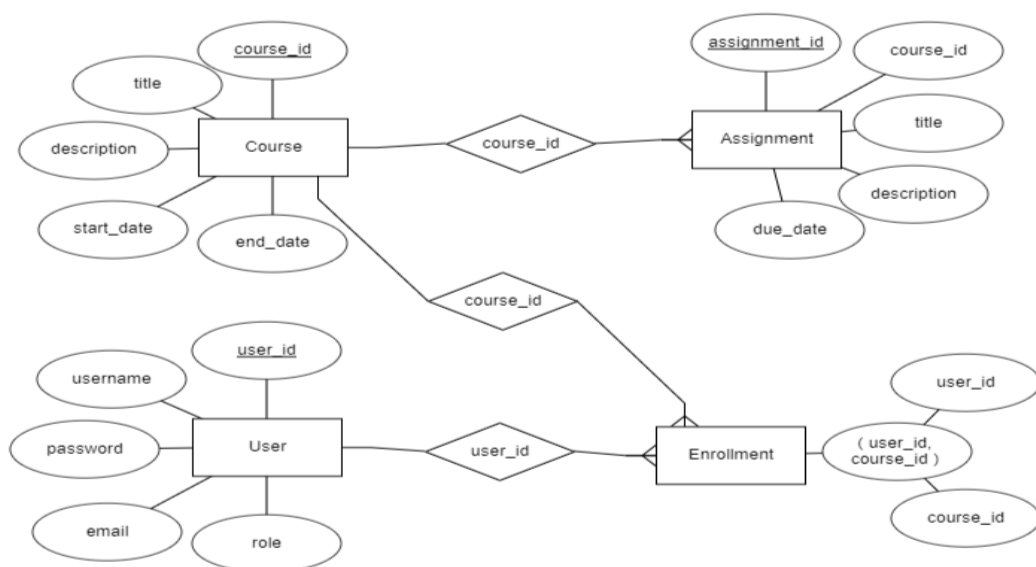 course_id
title
description
Course
start_date
end_date
course_id
assignment_id
course_id
title
Assignment
description
due_date
course_id
user_id
username
password
User
email
role
user_id
Enrollment
user_id
( user_id,
course_id )
course_id